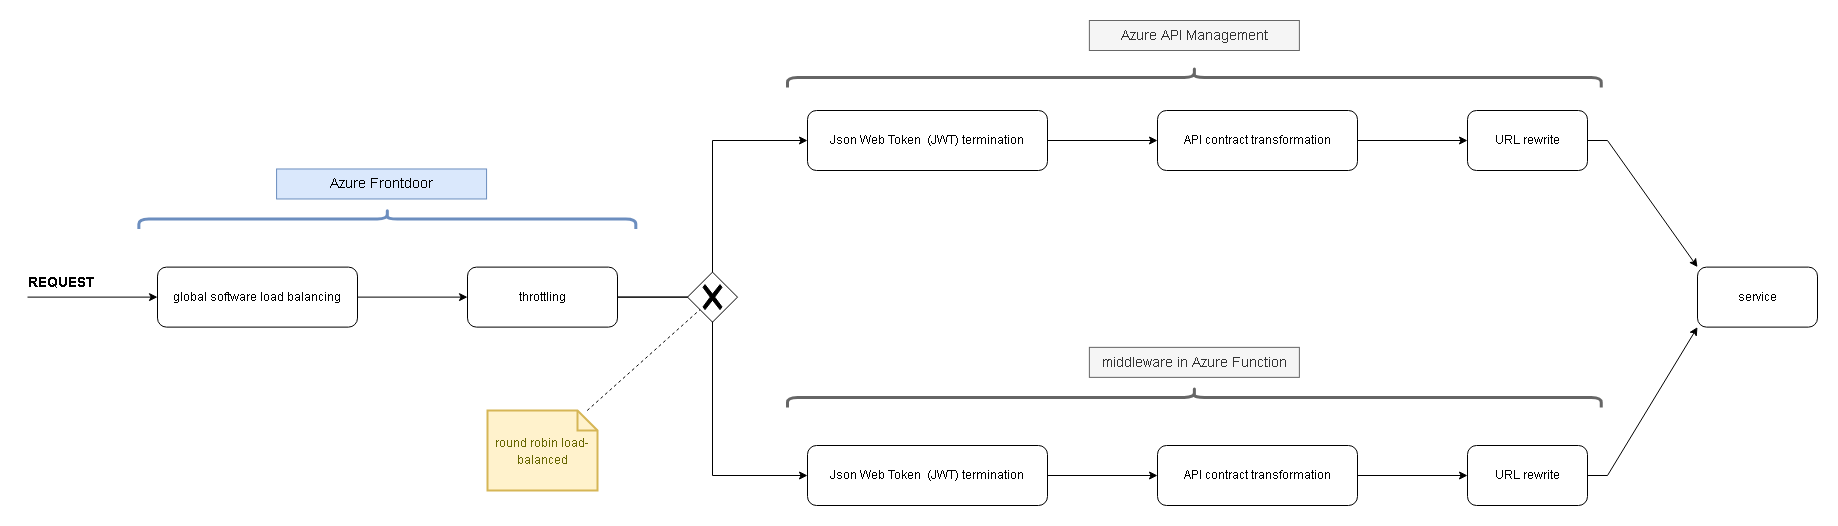 Azure API Management
Json Web Token (JWT) termination
API contract transformation
URL rewrite
Azure Frontdoor
REQUEST
global software load balancing
throttling
X
service
middleware in Azure Function
round robin load-
balanced
Json Web Token (JWT) termination
API contract transformation
URL rewrite